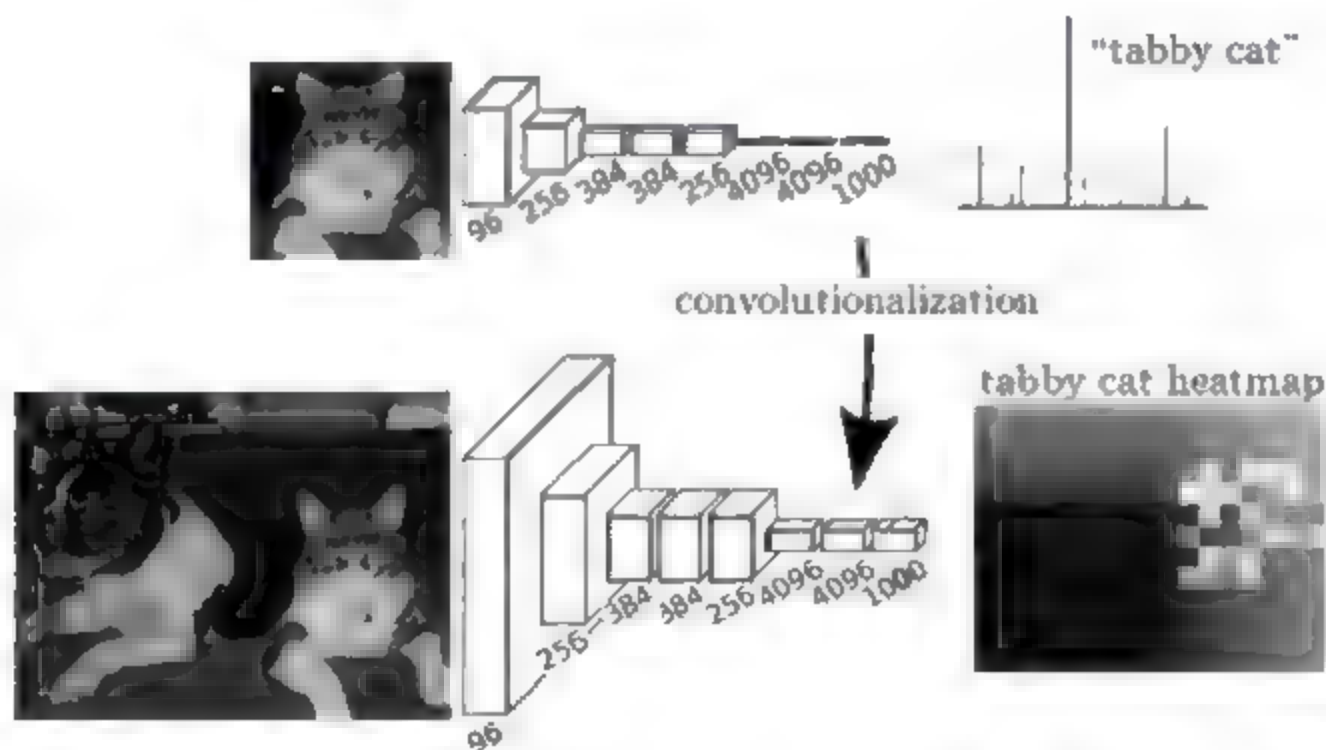 "tabby cat"
96 256 384 384 256 4096 4096 1000
convolutionalization
tabby cat heatmap
96 256 384 384 256 4096 4096 1000